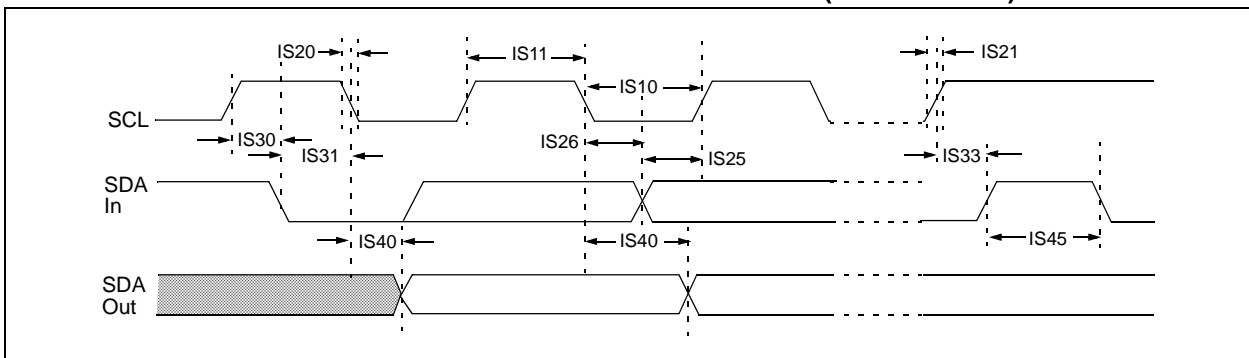 IS20
IS11
IS21
IS10
SCL
IS30
IS31
IS26
IS25
IS33
SDA
In
IS40
IS40
IS45
SDA
Out